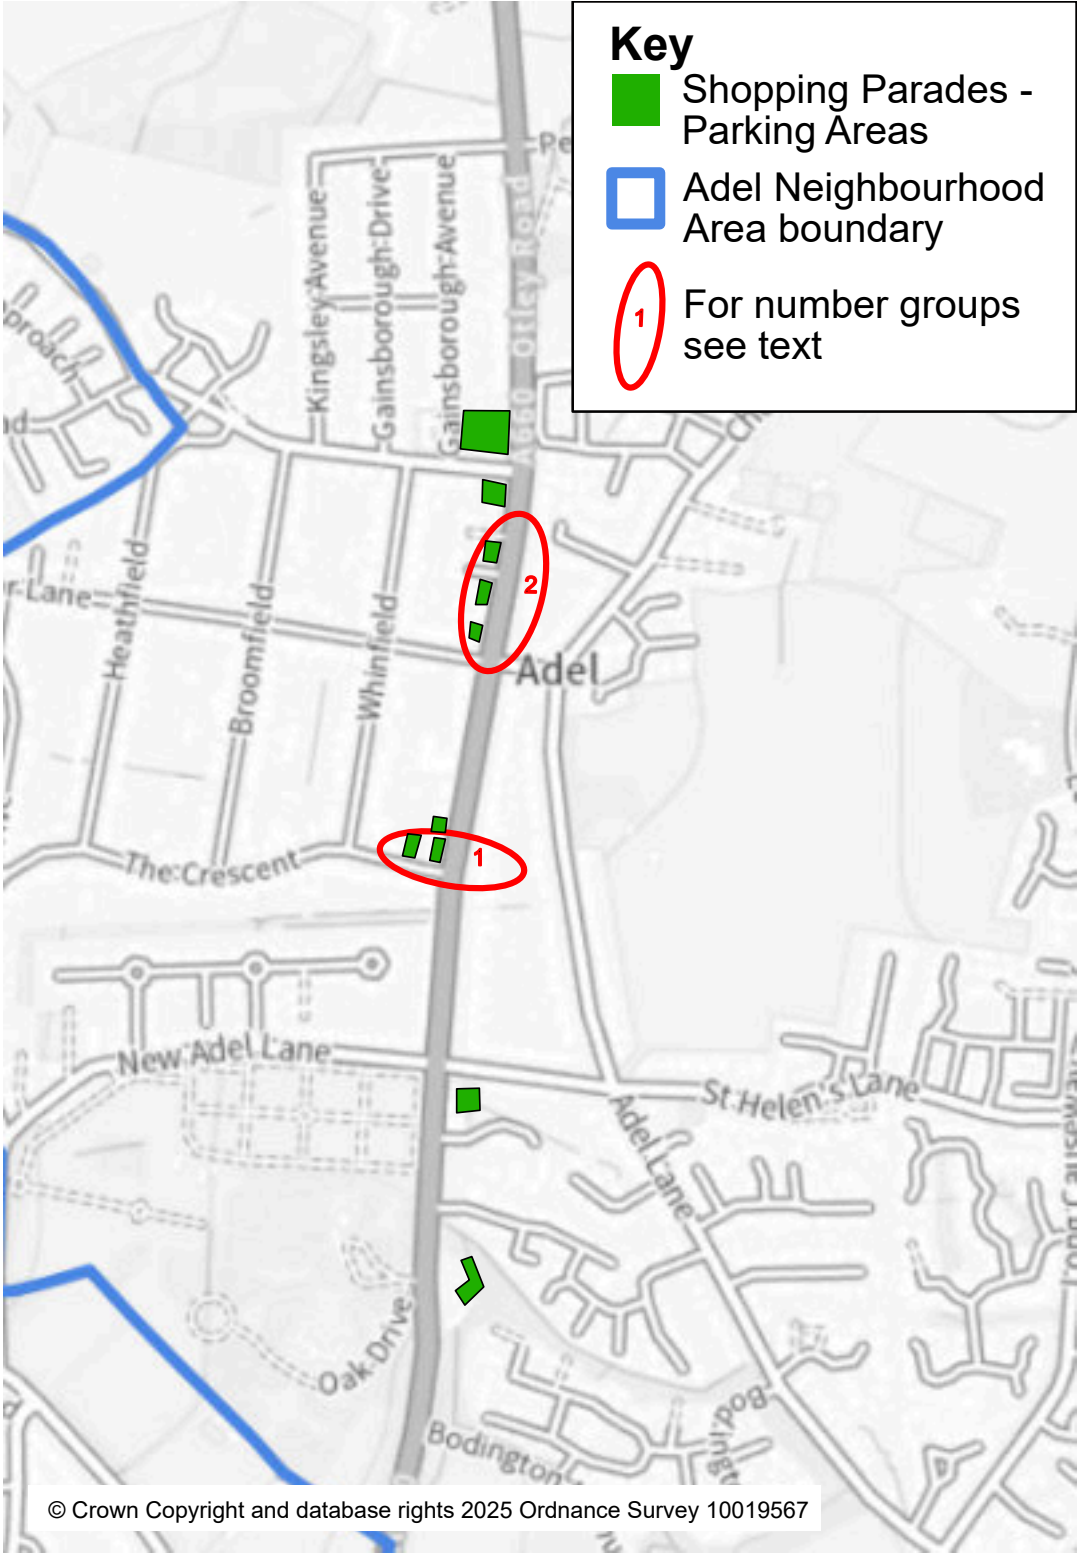 Key
Shopping Parades -
Parking Areas
Adel Neighbourhood
Area boundary
1
For number groups
see text
Kingsley Avenue
Gainsborough Drive
Gainsborough Avenue
A660 Otley Road
Heathfield
Broomfield
Whinfield
2
Adel
1
The Crescent
New Adel Lane
St Helen's Lane
Adel Lane
Oak Drive
Bodington
© Crown Copyright and database rights 2025 Ordnance Survey 10019567